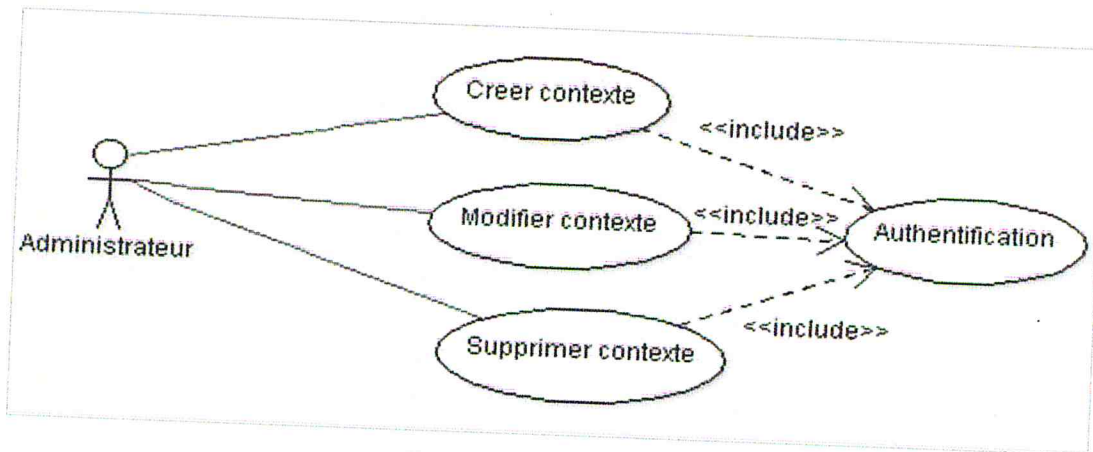 Creer contexte
<<include>>
Modifier contexte
<<include>>
Authentification
Administrateur
<<include>>
Supprimer contexte